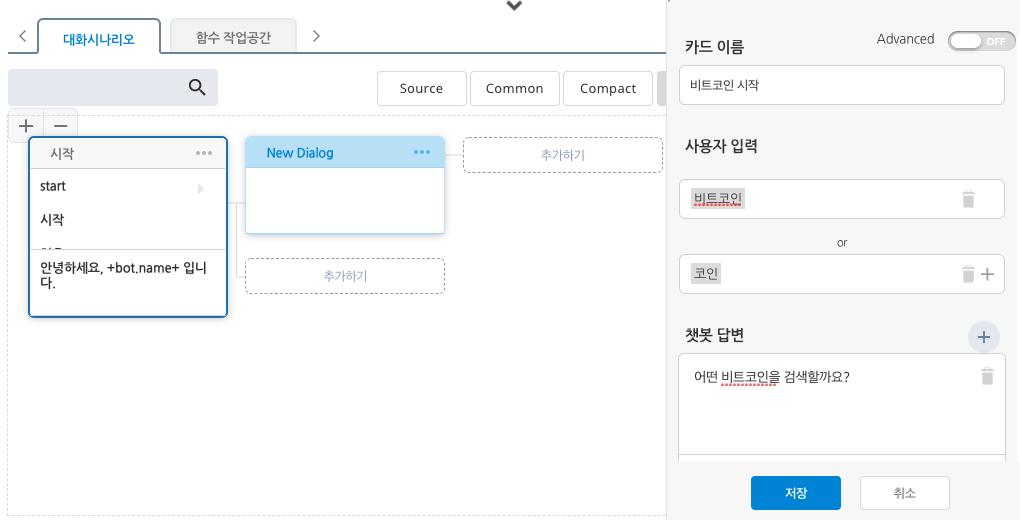 대화시나리오
함수 작업공간
Source
Common
Compact
시작
start
시작
안녕하세요, +bot.name+ 입니
다.
New Dialog
추가하기
추가하기
Advanced
OFF
카드 이름
비트코인 시작
사용자 입력
비트코인
or
코인
챗봇 답변
어떤 비트코인을 검색할까요?
저장
취소